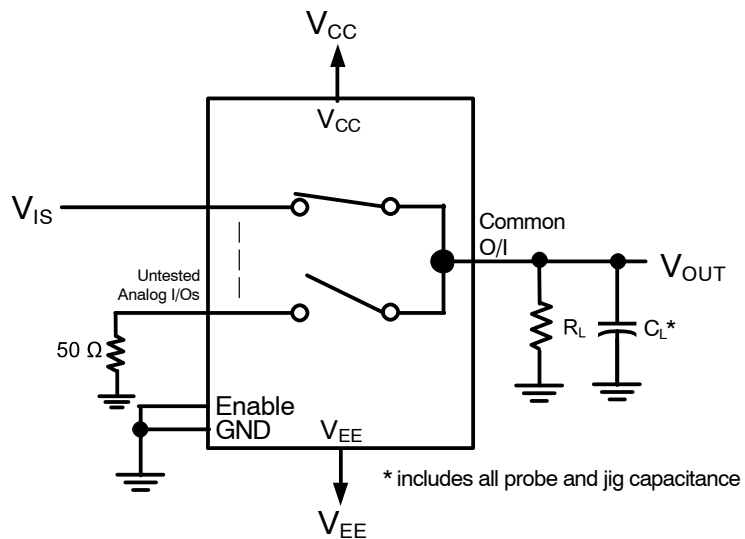 VCC
VCC
VIS
Common
O/I
Untested
Analog I/Os
VOUT
50 Ω
RL
CL*
Enable
GND
VEE
* includes all probe and jig capacitance
VEE